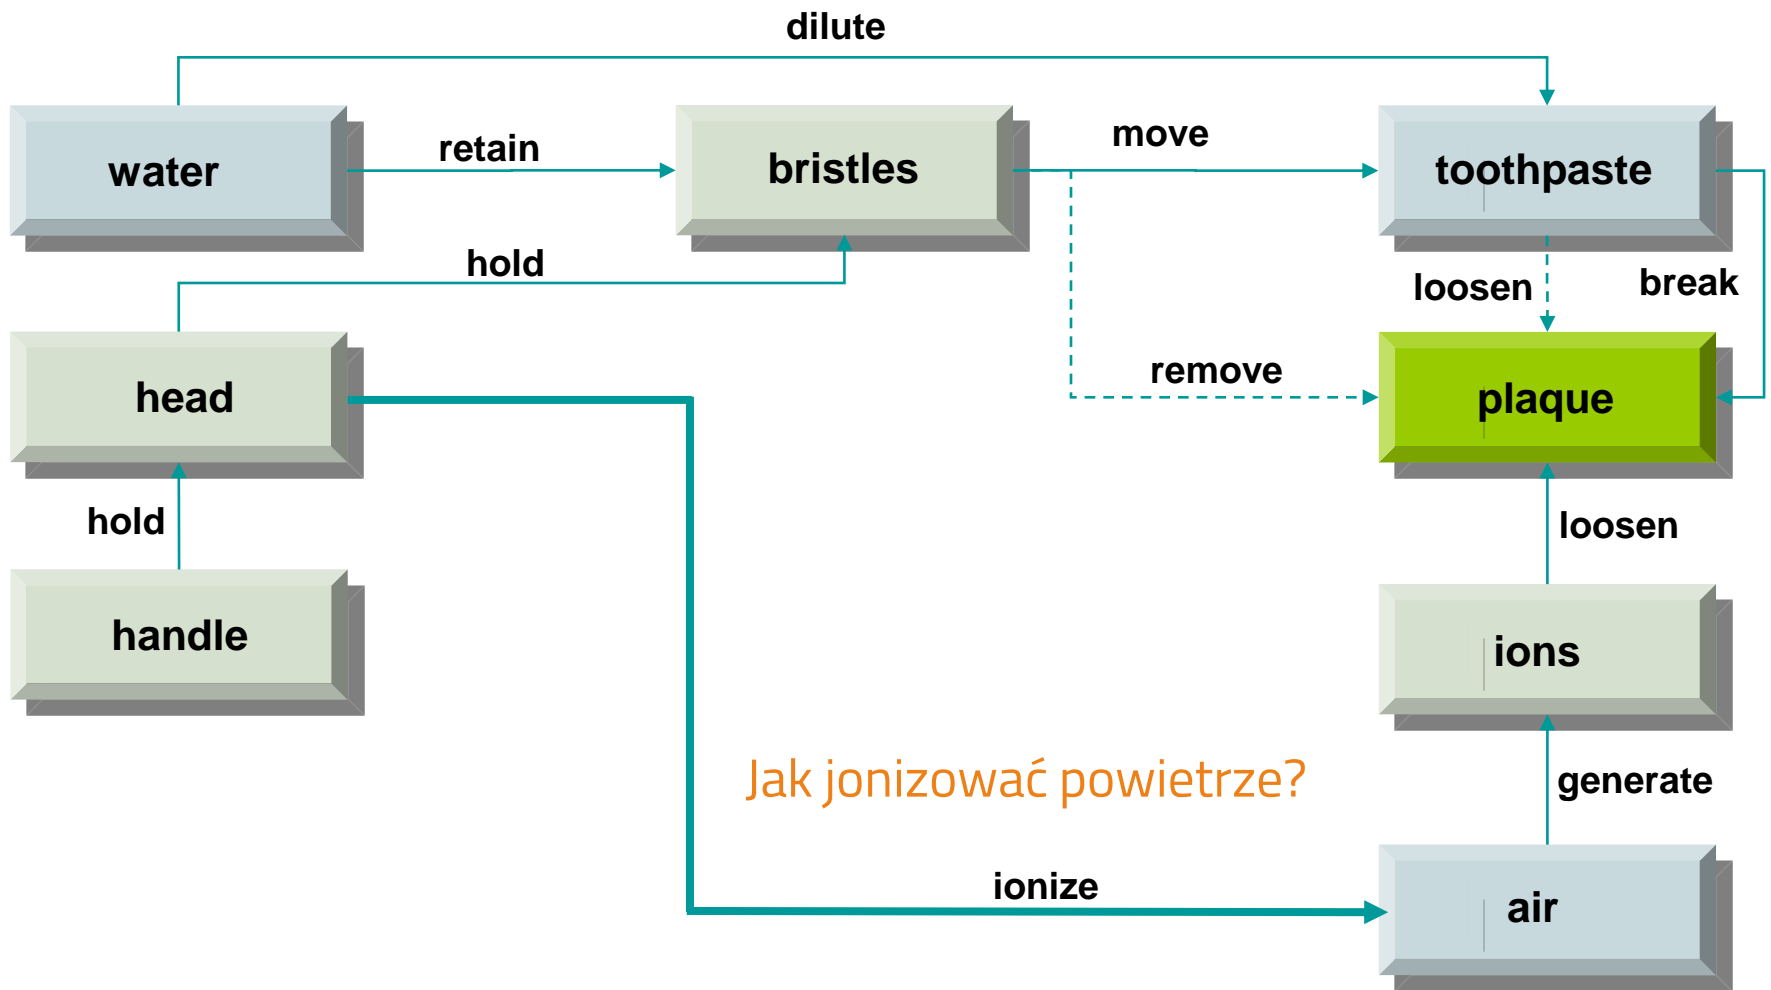 dilute
water
retain
bristles
move
toothpaste
hold
loosen
break
head
remove
plaque
hold
loosen
handle
ions
Jak jonizować powietrze?
generate
ionize
air